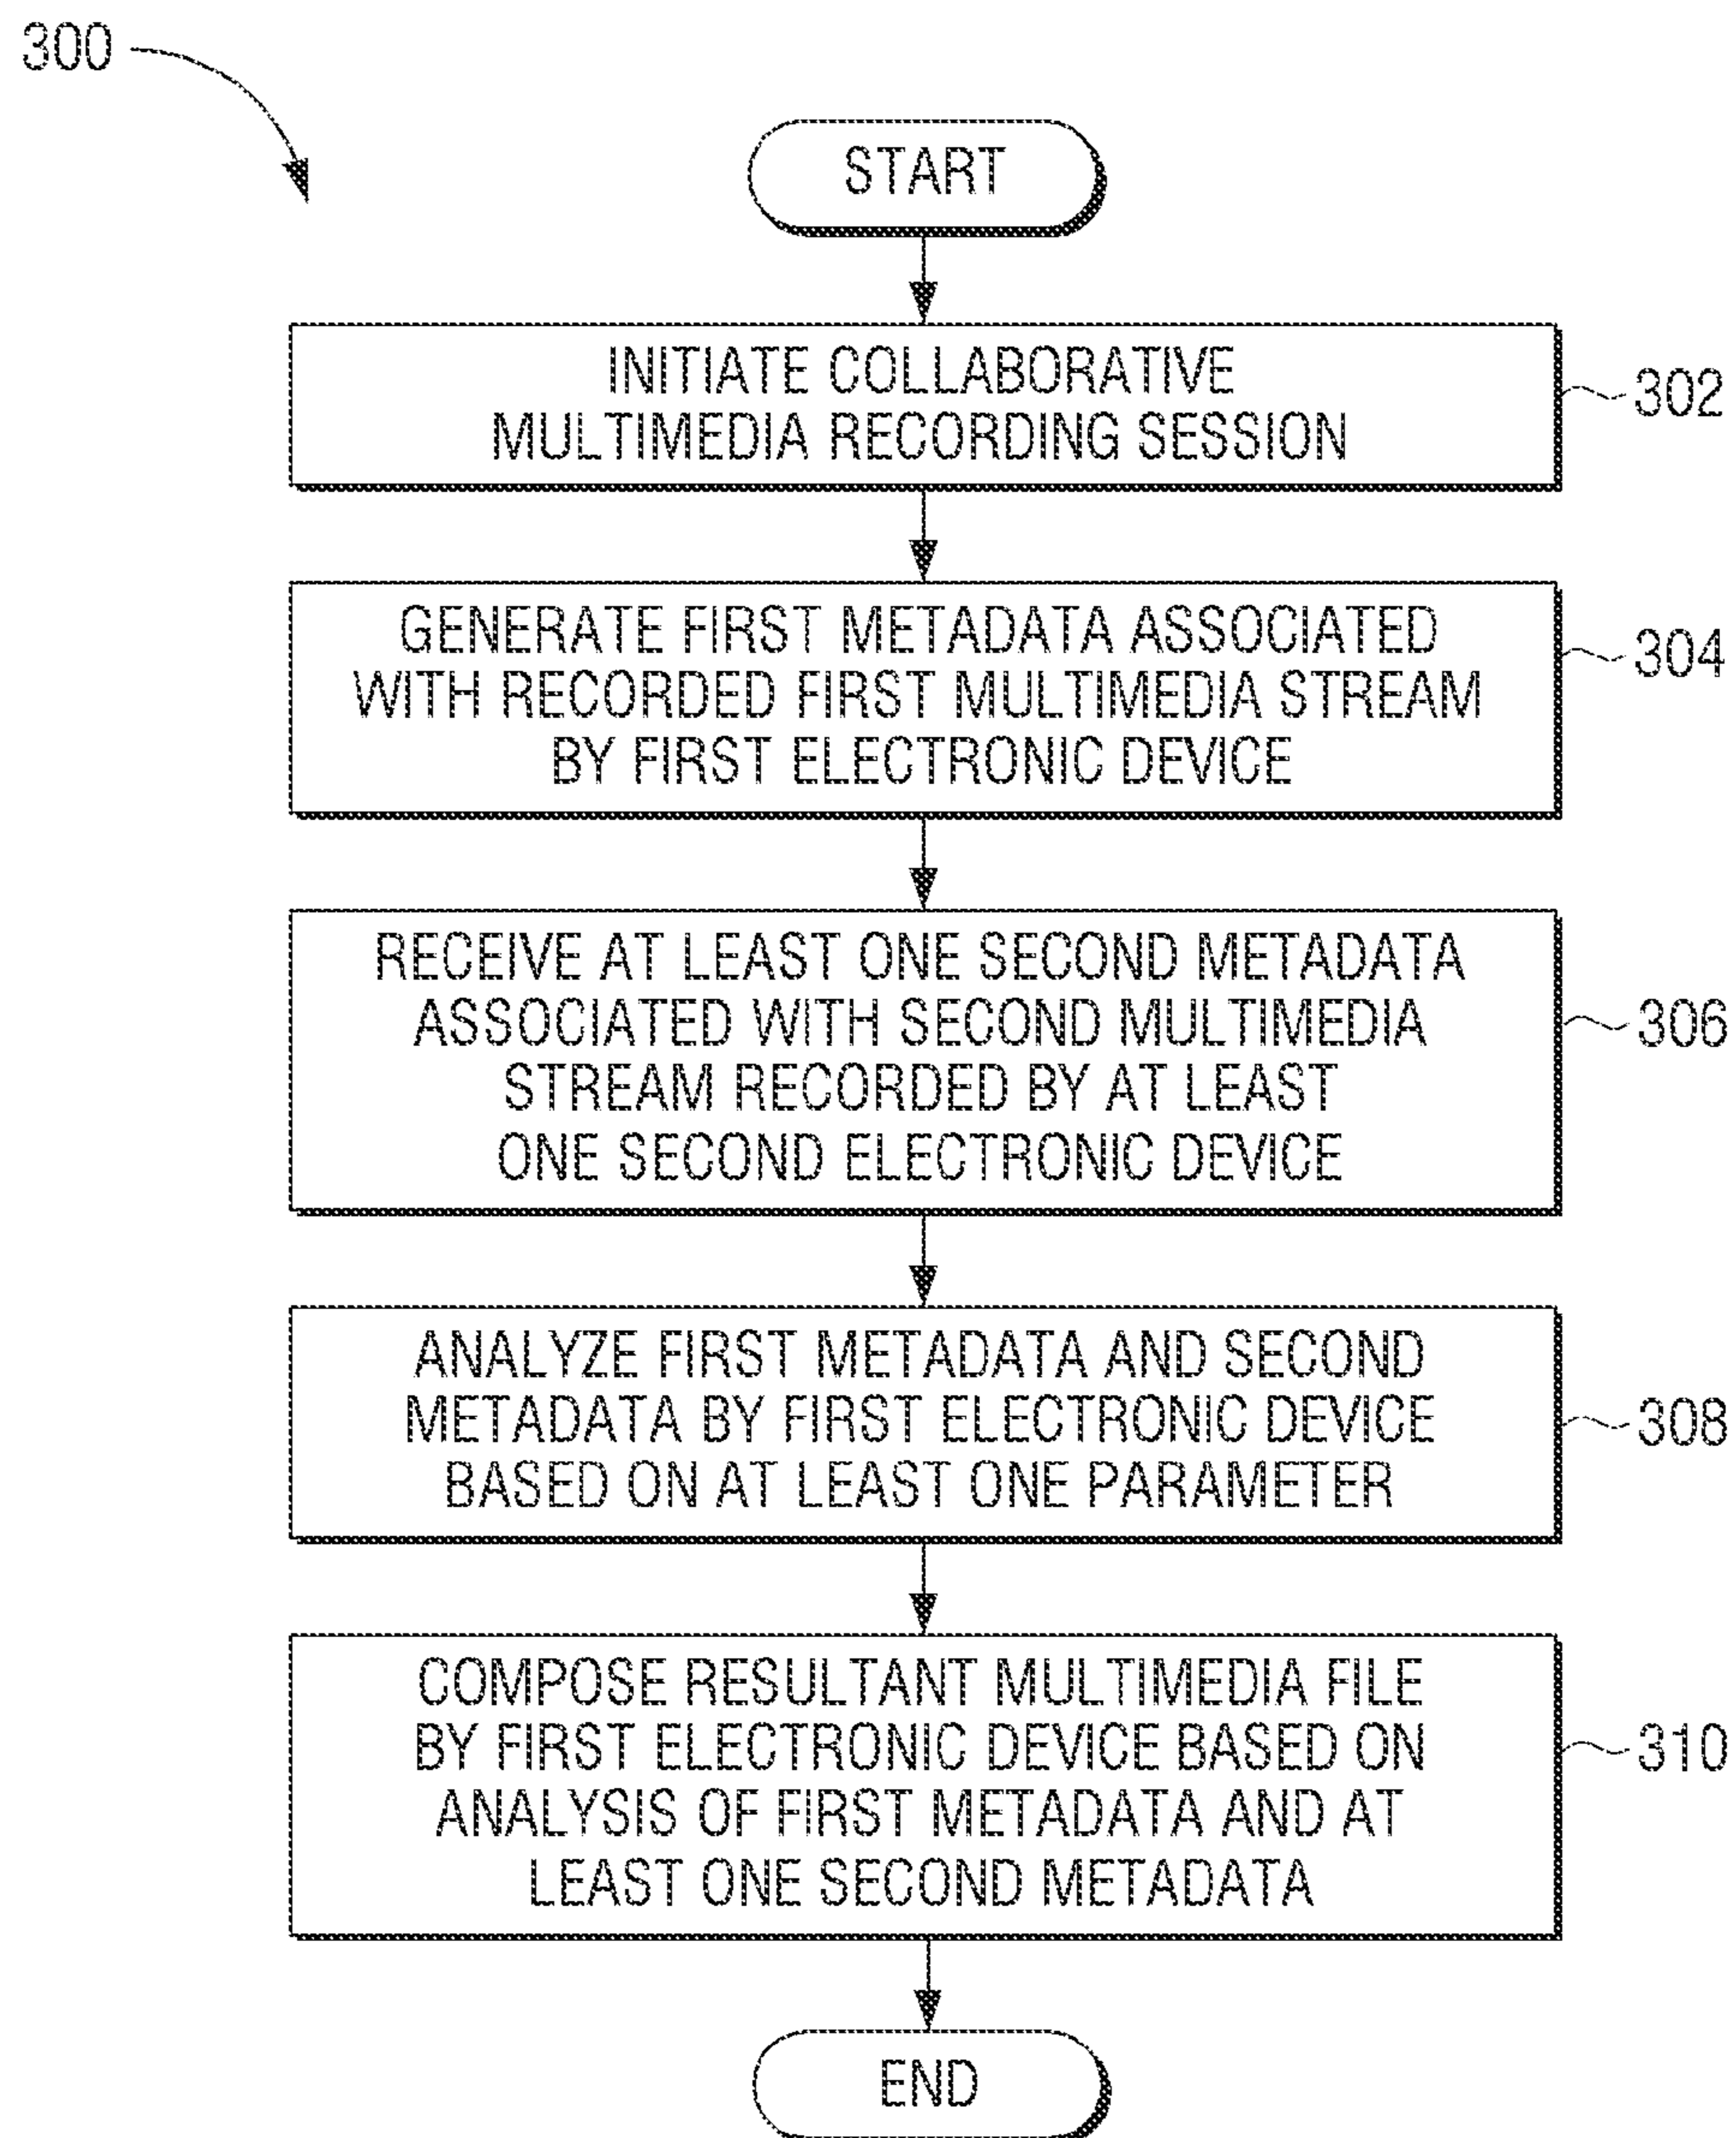 300
START
INITIATE COLLABORATIVE
MULTIMEDIA RECORDING SESSION
302
GENERATE FIRST METADATA ASSOCIATED
WITH RECORDED FIRST MULTIMEDIA STREAM
BY FIRST ELECTRONIC DEVICE
304
RECEIVE AT LEAST ONE SECOND METADATA
ASSOCIATED WITH SECOND MULTIMEDIA
STREAM RECORDED BY AT LEAST
ONE SECOND ELECTRONIC DEVICE
306
ANALYZE FIRST METADATA AND SECOND
METADATA BY FIRST ELECTRONIC DEVICE
BASED ON AT LEAST ONE PARAMETER
308
COMPOSE RESULTANT MULTIMEDIA FILE
BY FIRST ELECTRONIC DEVICE BASED ON
ANALYSIS OF FIRST METADATA AND AT
LEAST ONE SECOND METADATA
310
END